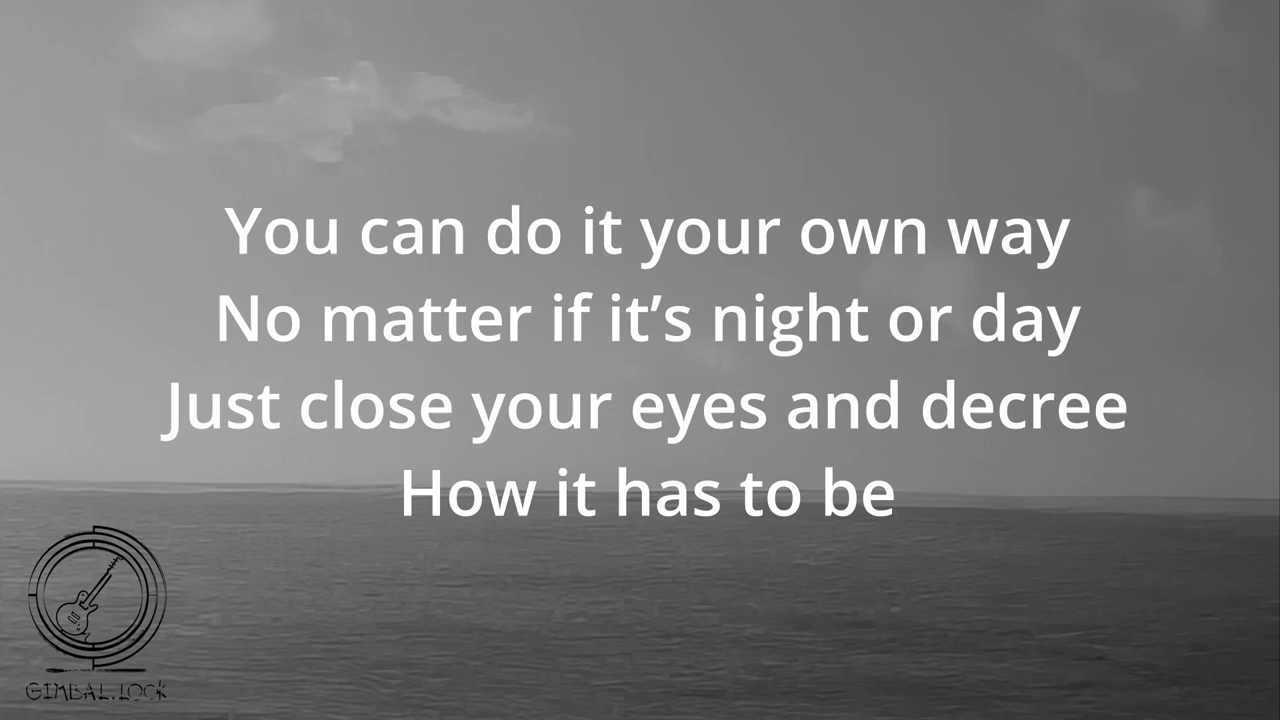 You can do it your own way
No matter if it’s night or day
Just close your eyes and decree
How it has to be
GIMBAL.LOCK